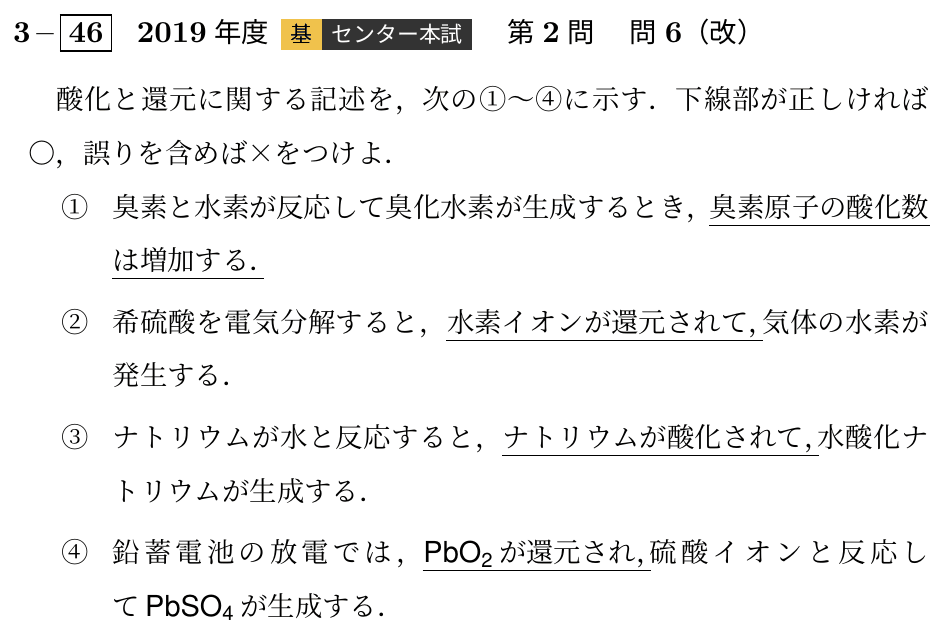 3－46 2019 年度 基 センター本試 第 2 問 問 6（改）
酸化と還元に関する記述を，次の①～④に示す．下線部が正しければ
○，誤りを含めば×をつけよ．
① 臭素と水素が反応して臭化水素が生成するとき，臭素原子の酸化数
は増加する．
② 希硫酸を電気分解すると，水素イオンが還元されて，気体の水素が
発生する．
③ ナトリウムが水と反応すると，ナトリウムが酸化されて，水酸化ナ
トリウムが生成する．
④ 鉛蓄電池の放電では，PbO₂ が還元され，硫酸イオンと反応し
て PbSO₄ が生成する．